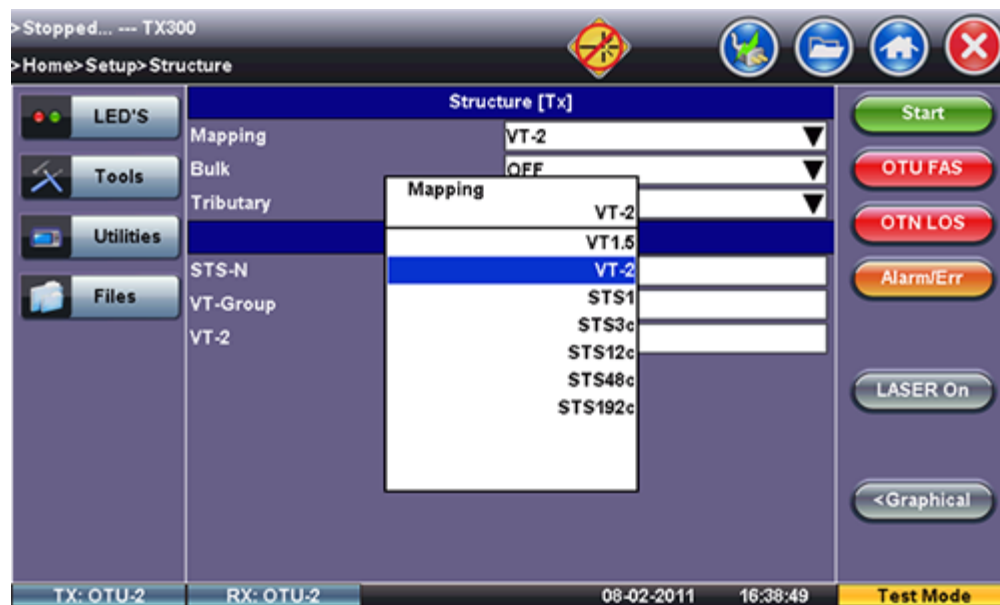 >Stopped... --- TX300
>Home>Setup>Structure
LED'S
Tools
Utilities
Files
Structure [Tx]
Mapping VT-2
Bulk OFF
Tributary
STS-N
VT-Group
VT-2
Mapping
VT-2
VT1.5
VT-2
STS1
STS3c
STS12c
STS48c
STS192c
Start
OTU FAS
OTN LOS
Alarm/Err
LASER On
<Graphical
TX: OTU-2 RX: OTU-2 08-02-2011 16:38:49 Test Mode